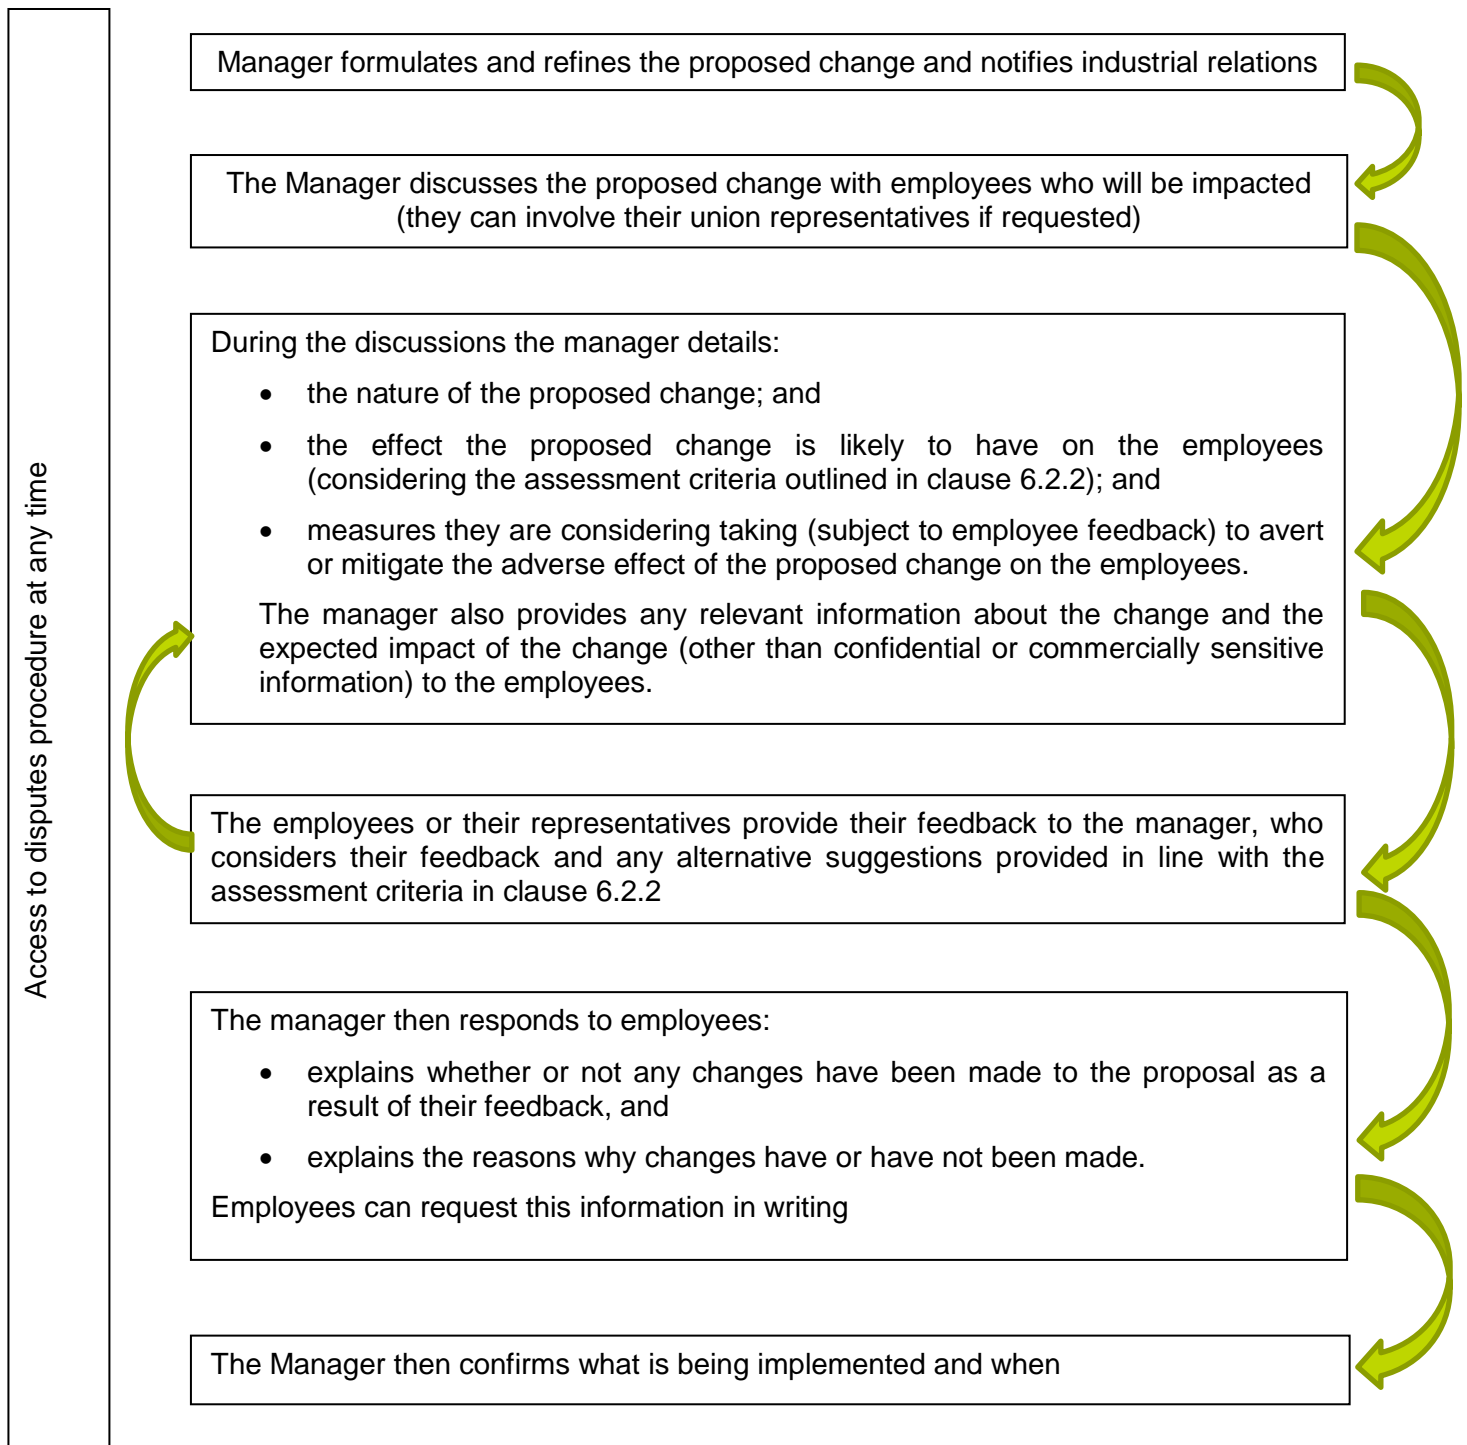 Access to disputes procedure at any time
Manager formulates and refines the proposed change and notifies industrial relations
The Manager discusses the proposed change with employees who will be impacted
(they can involve their union representatives if requested)
During the discussions the manager details:
• the nature of the proposed change; and
• the effect the proposed change is likely to have on the employees
(considering the assessment criteria outlined in clause 6.2.2); and
• measures they are considering taking (subject to employee feedback) to avert
or mitigate the adverse effect of the proposed change on the employees.
The manager also provides any relevant information about the change and the
expected impact of the change (other than confidential or commercially sensitive
information) to the employees.
The employees or their representatives provide their feedback to the manager, who
considers their feedback and any alternative suggestions provided in line with the
assessment criteria in clause 6.2.2
The manager then responds to employees:
• explains whether or not any changes have been made to the proposal as a
result of their feedback, and
• explains the reasons why changes have or have not been made.
Employees can request this information in writing
The Manager then confirms what is being implemented and when